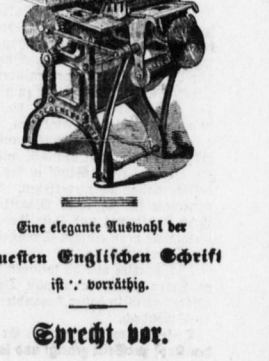 Eine elegante Auswahl der
uesten Englischen Schrift
ist ∵ vorräthig.
Sprecht vor.